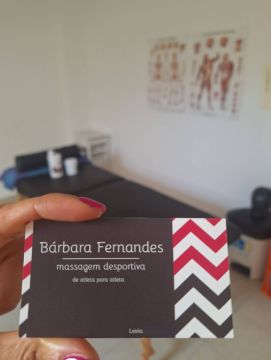 Bárbara Fernandes
massagem desportiva
de atleta para atleta
Leiria